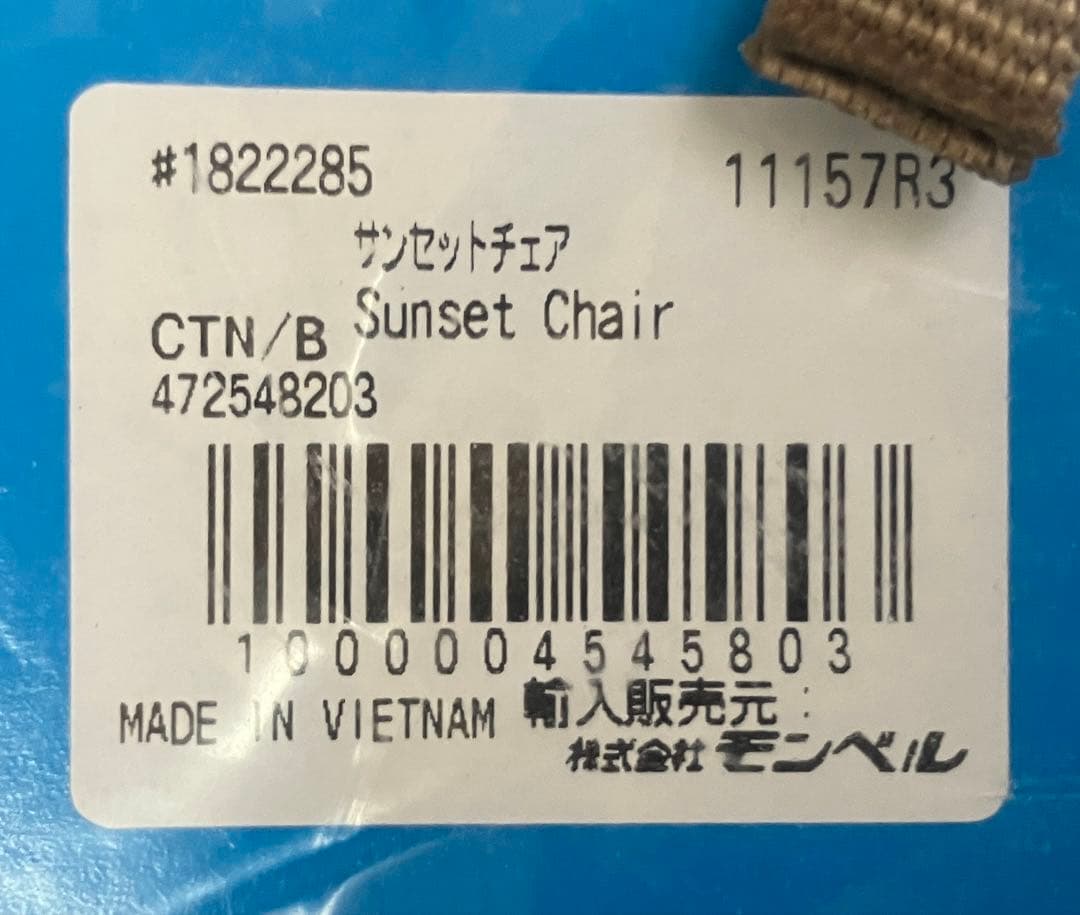 #1822285 11157R3
サンセットチェア
Sunset Chair
CTN/B
472548203
1000004545803
MADE IN VIETNAM 輸入販売元:
株式会社モンベル